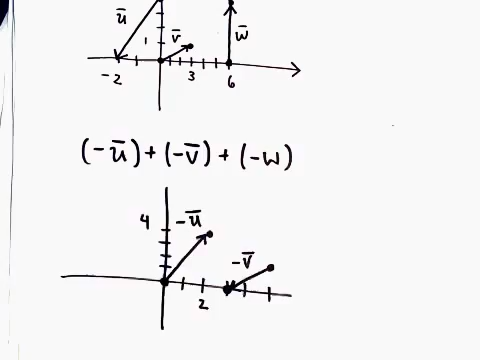 ū
1 v̄ w̄
-2 3 6
(-ū) + (-v̄) + (-w)
4 -ū
-v̄
2